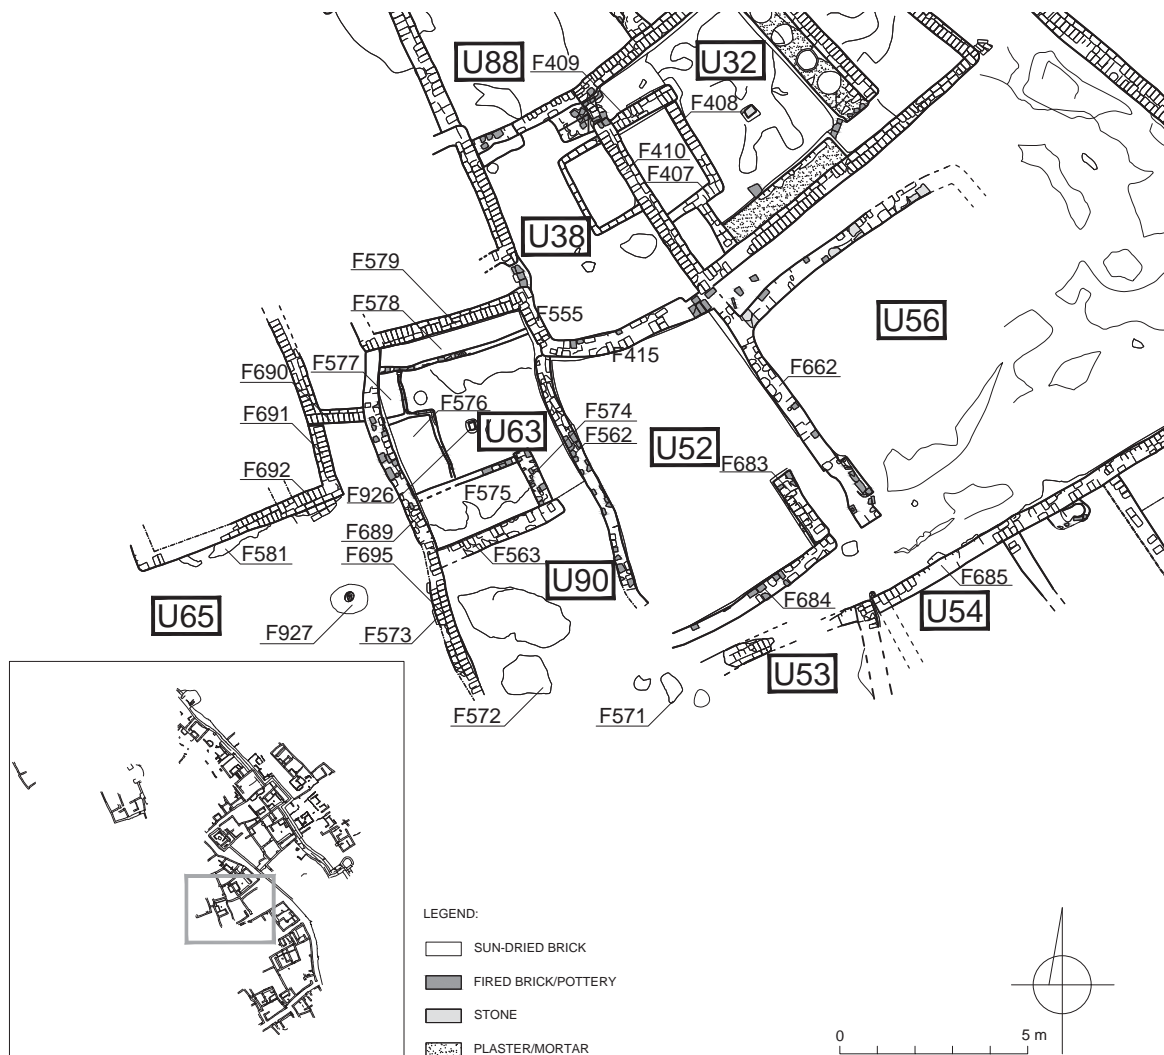 U88
F409
U32
F408
F410
F407
U38
F579
F578
F555
U56
F415
F577
F690
F662
F576
F574
F691
U63
F562
U52
F683
F692
F575
F926
F689
F581
F695
F563
U90
F685
U65
F684
U54
F927
F573
U53
F572
F571
LEGEND:
SUN-DRIED BRICK
FIRED BRICK/POTTERY
STONE
0 5 m
PLASTER/MORTAR